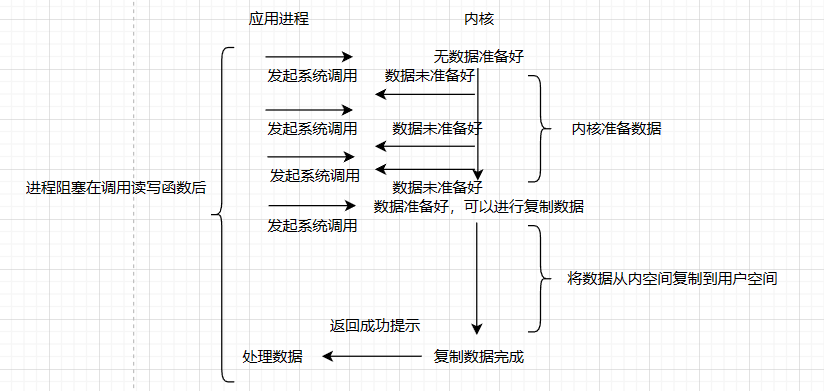 应用进程
内核
无数据准备好
发起系统调用
数据未准备好
发起系统调用
数据未准备好
内核准备数据
发起系统调用
数据未准备好
进程阻塞在调用读写函数后
数据准备好，可以进行复制数据
发起系统调用
将数据从内空间复制到用户空间
返回成功提示
处理数据
复制数据完成